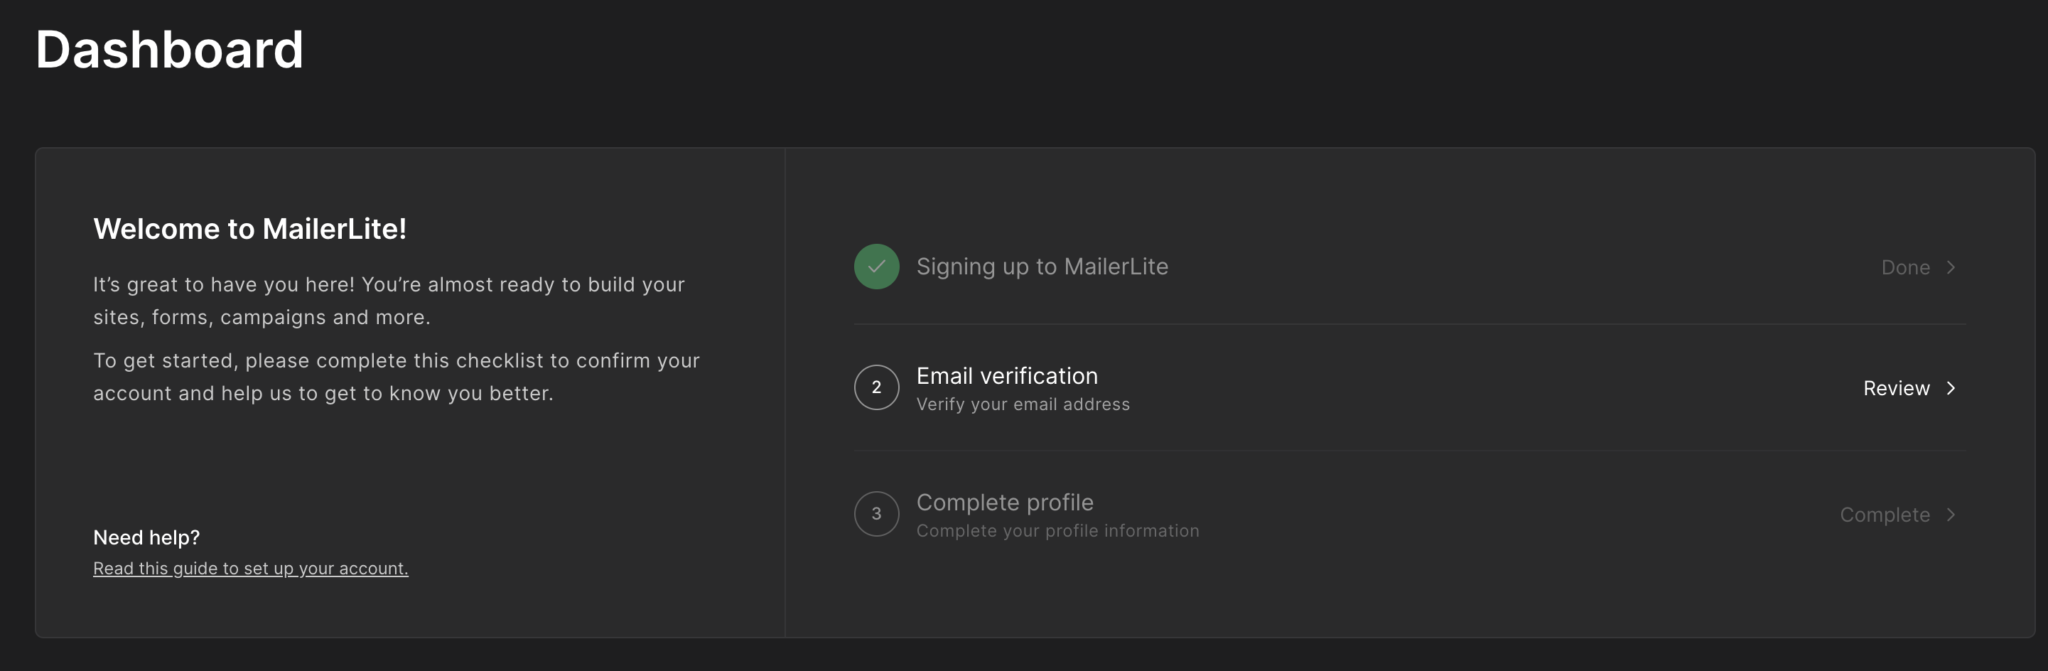 Dashboard
Welcome to MailerLite!
It’s great to have you here! You’re almost ready to build your
sites, forms, campaigns and more.
To get started, please complete this checklist to confirm your
account and help us to get to know you better.
Need help?
Read this guide to set up your account.
Signing up to MailerLite
Done
2
Email verification
Verify your email address
Review
3
Complete profile
Complete your profile information
Complete